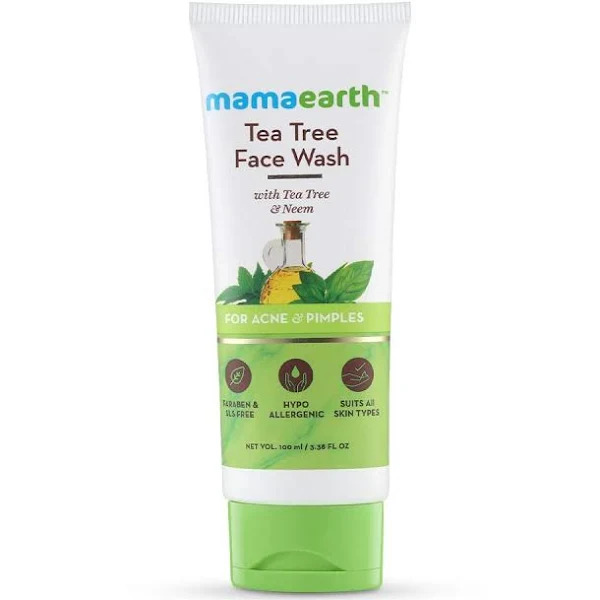 mamaearth™
Tea Tree
Face Wash
with Tea Tree
& Neem
FOR ACNE & PIMPLES
PARABEN &
SLS FREE
HYPO
ALLERGENIC
SUITS All
SKIN TYPES
NET VOL. 100 ml / 3.38 FL OZ